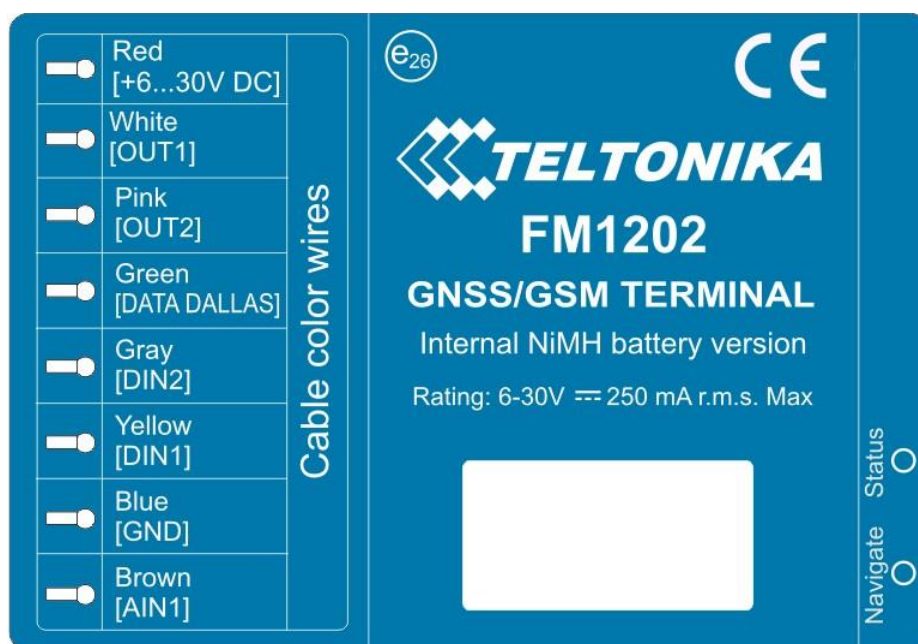 Red
[+6...30V DC]
White
[OUT1]
Pink
[OUT2]
Green
[DATA DALLAS]
Gray
[DIN2]
Yellow
[DIN1]
Blue
[GND]
Brown
[AIN1]
Cable color wires
e26
CE
TELTONIKA
FM1202
GNSS/GSM TERMINAL
Internal NiMH battery version
Rating: 6-30V ⎓ 250 mA r.m.s. Max
Status
Navigate